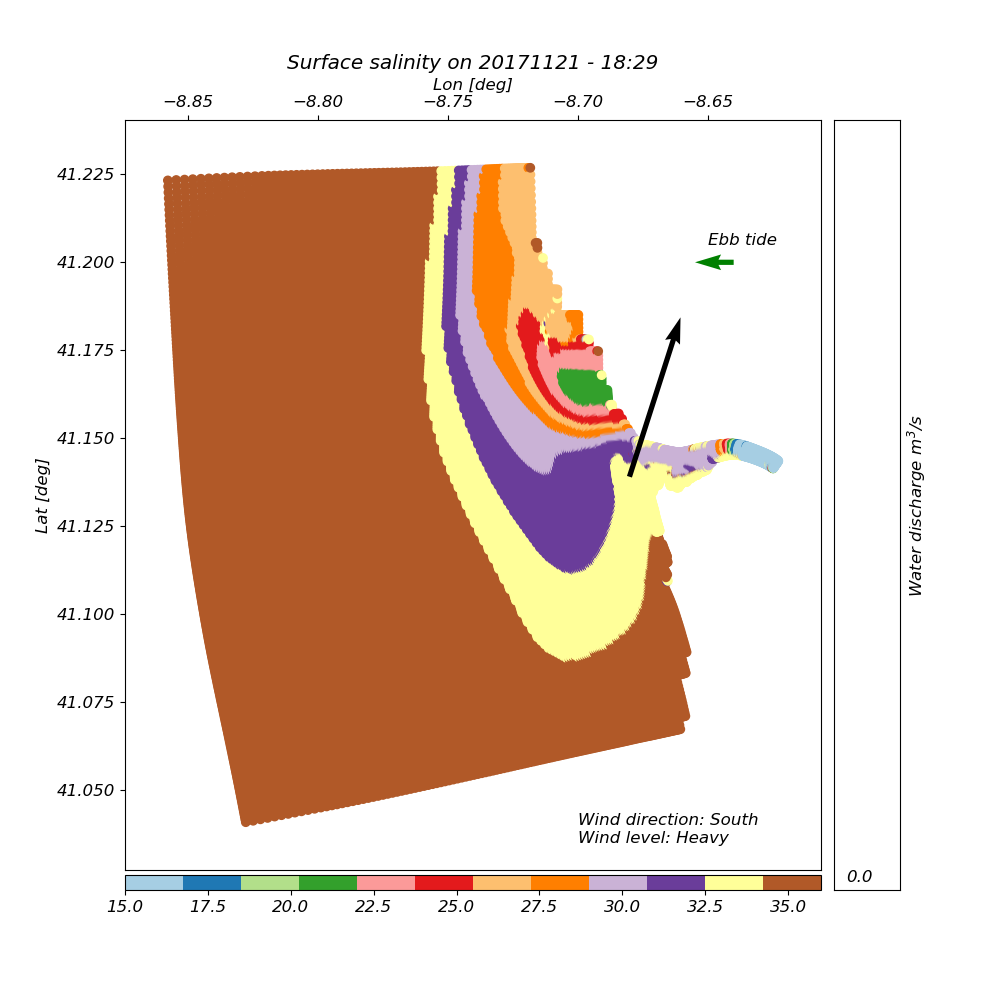 Surface salinity on 20171121 - 18:29
Lon [deg]
−8.85 −8.80 −8.75 −8.70 −8.65
41.225
41.200
41.175
41.150
41.125
41.100
41.075
41.050
Lat [deg]
Ebb tide
Wind direction: South
Wind level: Heavy
15.0 17.5 20.0 22.5 25.0 27.5 30.0 32.5 35.0
0.0
Water discharge m³/s